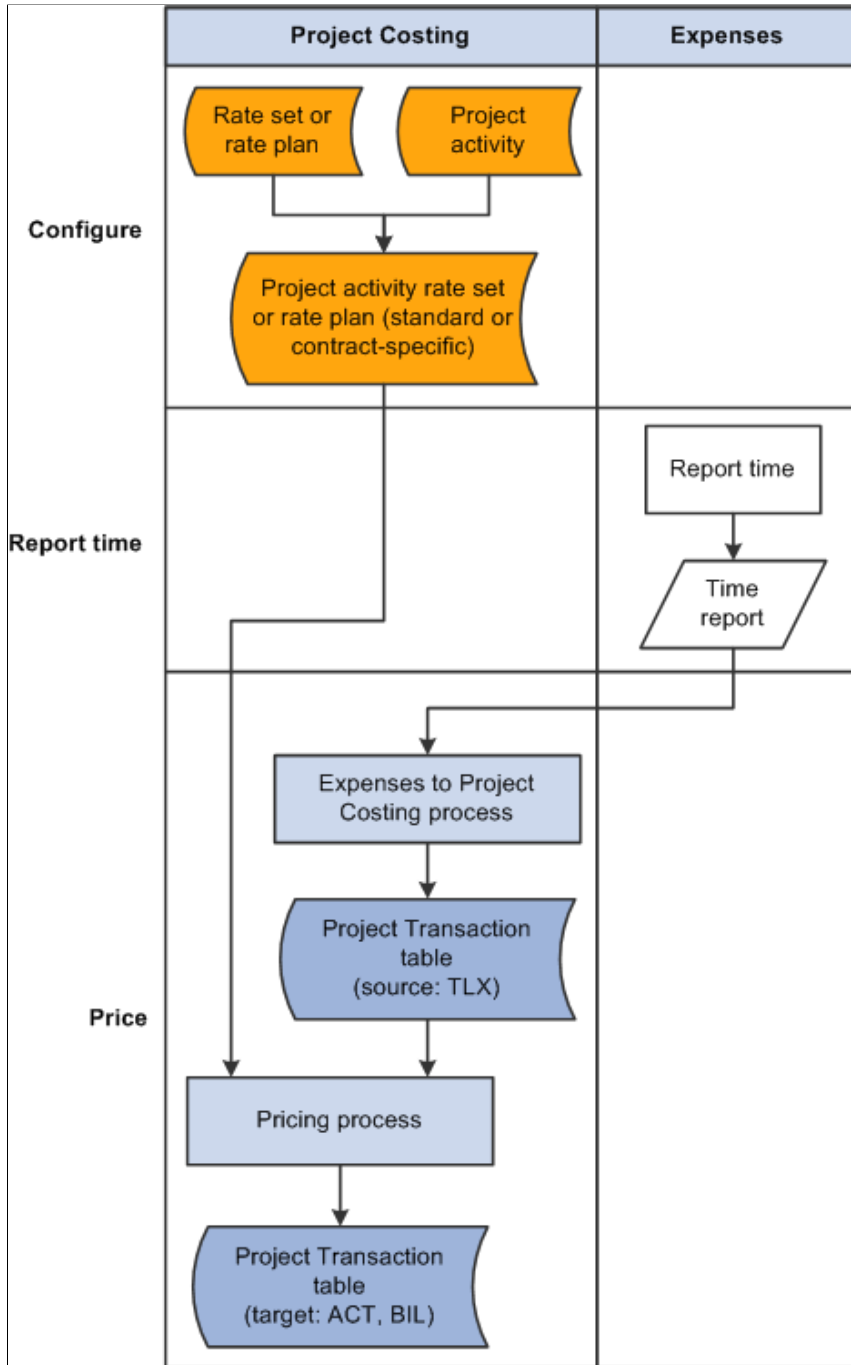 Project Costing
Expenses
Configure
Rate set or
rate plan
Project
activity
Project activity rate set
or rate plan (standard or
contract-specific)
Report time
Report time
Time
report
Price
Expenses to Project
Costing process
Project Transaction
table
(source: TLX)
Pricing process
Project Transaction
table
(target: ACT, BIL)